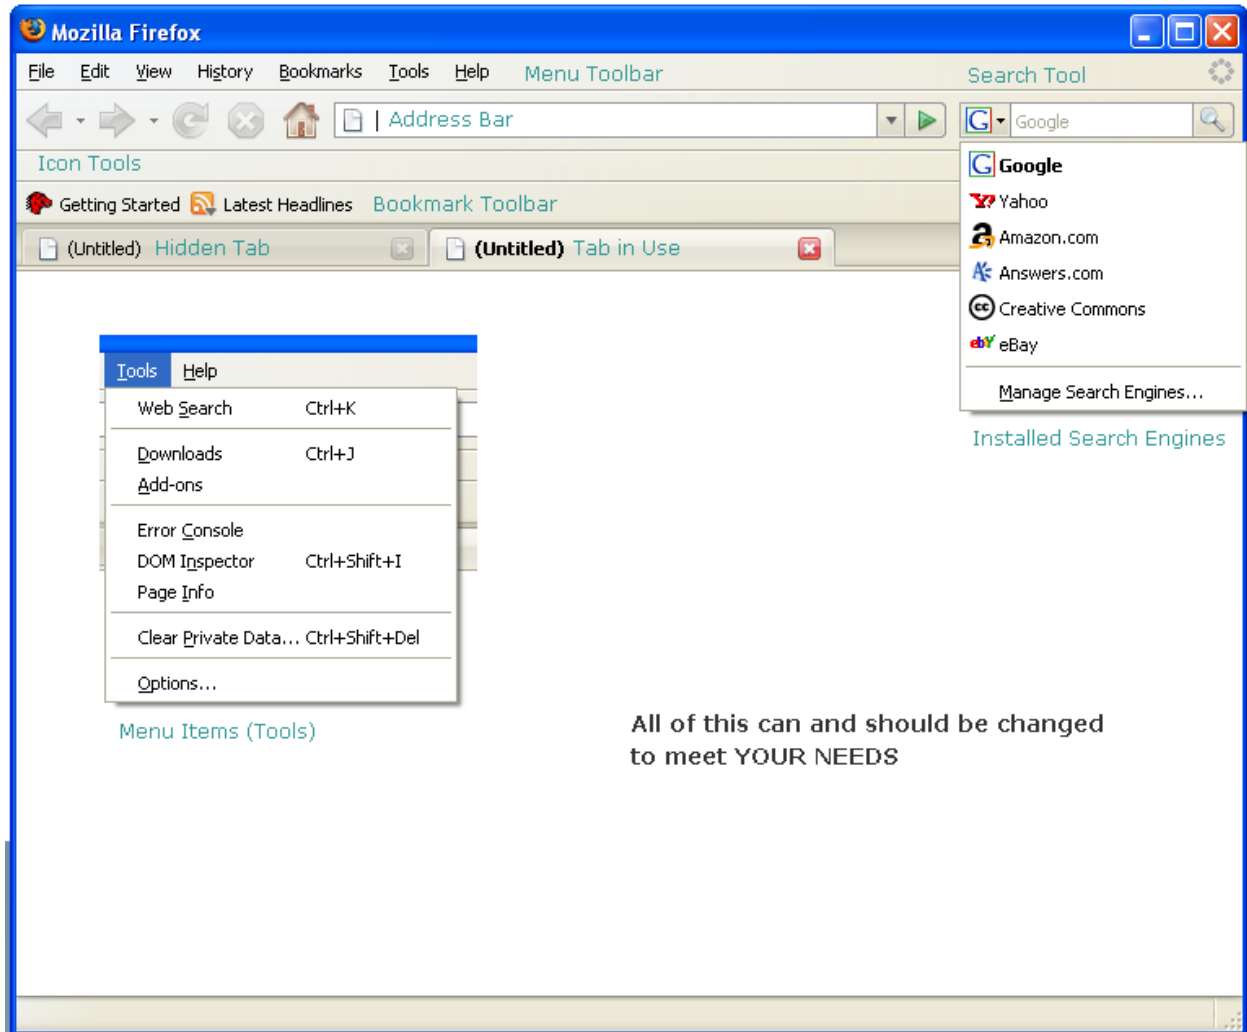 Mozilla Firefox
File Edit View History Bookmarks Tools Help Menu Toolbar Search Tool
Address Bar Google
Icon Tools
Getting Started Latest Headlines Bookmark Toolbar
(Untitled) Hidden Tab (Untitled) Tab in Use
Google
Yahoo
Amazon.com
Answers.com
Creative Commons
eBay
Manage Search Engines...
Installed Search Engines
Tools Help
Web Search Ctrl+K
Downloads Ctrl+J
Add-ons
Error Console
DOM Inspector Ctrl+Shift+I
Page Info
Clear Private Data... Ctrl+Shift+Del
Options...
Menu Items (Tools)
All of this can and should be changed
to meet YOUR NEEDS